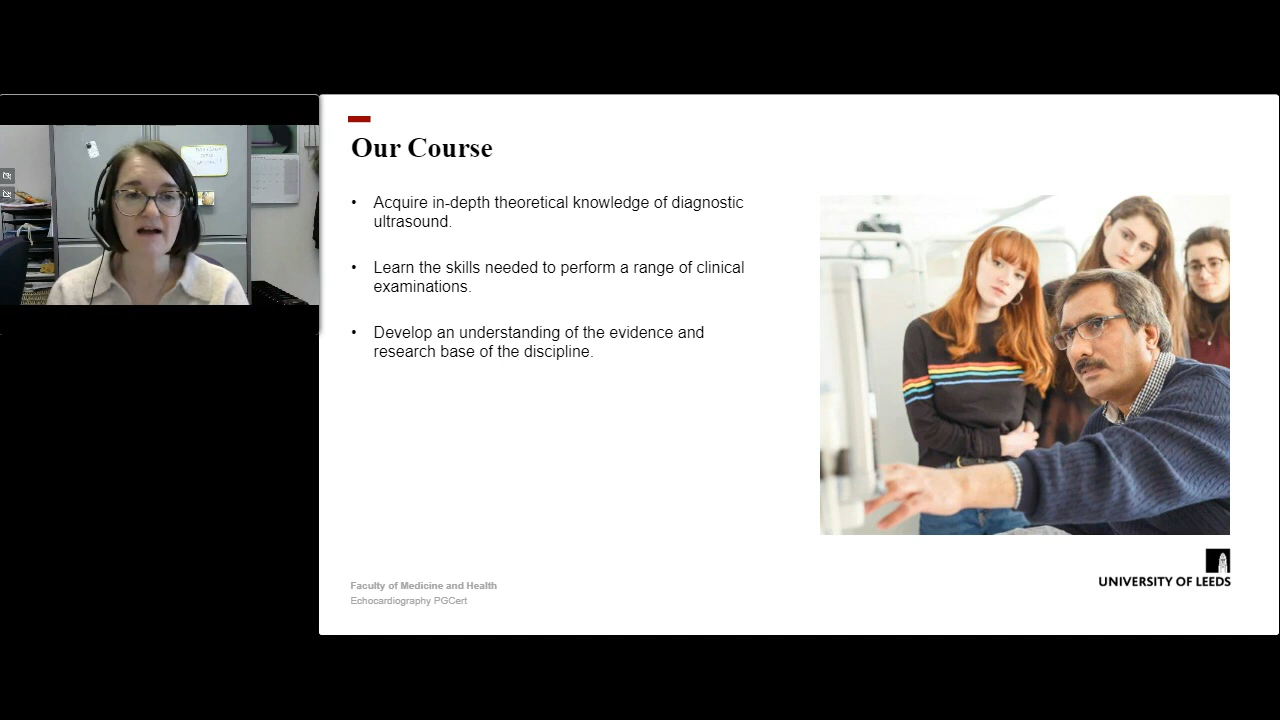 Our Course
• Acquire in-depth theoretical knowledge of diagnostic
ultrasound.
• Learn the skills needed to perform a range of clinical
examinations.
• Develop an understanding of the evidence and
research base of the discipline.
Faculty of Medicine and Health
Echocardiography PGCert
UNIVERSITY OF LEEDS